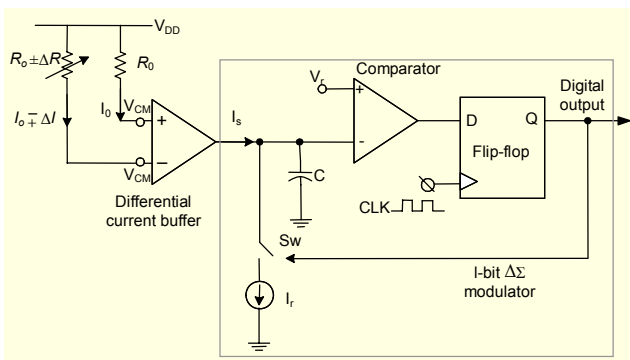 V_DD
R_o±ΔR
R_0
I_o∓ΔI
I_0
V_CM
+
−
V_CM
Differential
current buffer
I_s
C
V_r
+
-
Comparator
D
Q
Flip-flop
CLK
Digital
output
Sw
I_r
I-bit ΔΣ
modulator